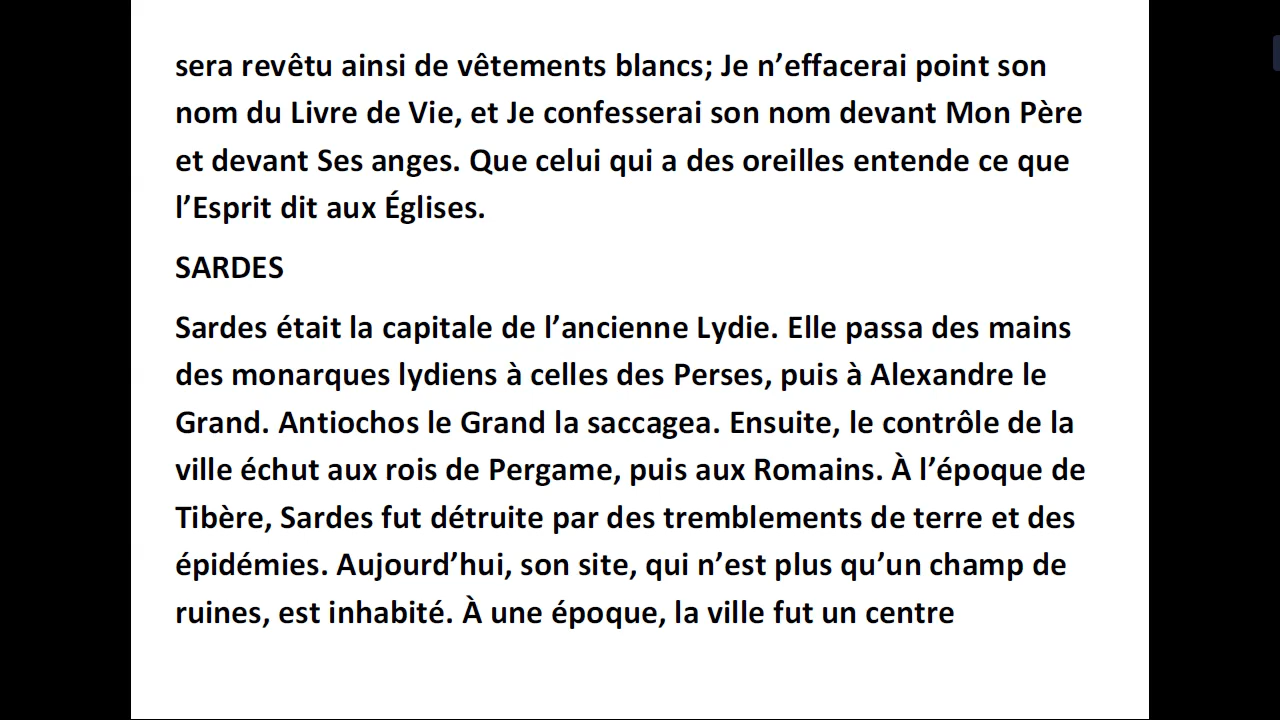 sera revêtu ainsi de vêtements blancs; Je n’effacerai point son
nom du Livre de Vie, et Je confesserai son nom devant Mon Père
et devant Ses anges. Que celui qui a des oreilles entende ce que
l’Esprit dit aux Églises.
SARDES
Sardes était la capitale de l’ancienne Lydie. Elle passa des mains
des monarques lydiens à celles des Perses, puis à Alexandre le
Grand. Antiochos le Grand la saccagea. Ensuite, le contrôle de la
ville échut aux rois de Pergame, puis aux Romains. À l’époque de
Tibère, Sardes fut détruite par des tremblements de terre et des
épidémies. Aujourd’hui, son site, qui n’est plus qu’un champ de
ruines, est inhabité. À une époque, la ville fut un centre